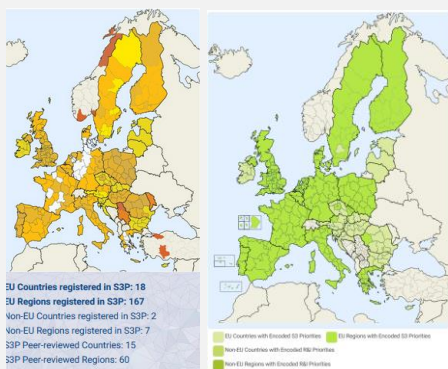 EU Countries registered in S3P: 18
EU Regions registered in S3P: 167
Non-EU Countries registered in S3P: 2
Non-EU Regions registered in S3P: 7
S3P Peer-reviewed Countries: 15
S3P Peer-reviewed Regions: 60
EU Countries with Encoded S3 Priorities
EU Regions with Encoded S3 Priorities
Non-EU Countries with Encoded R&I Priorities
Non-EU Regions with Encoded R&I Priorities